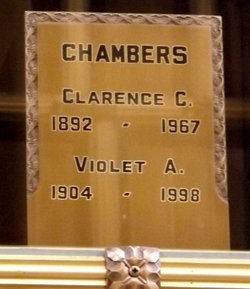 CHAMBERS
CLARENCE C.
1892 - 1967
VIOLET A.
1904 - 1998